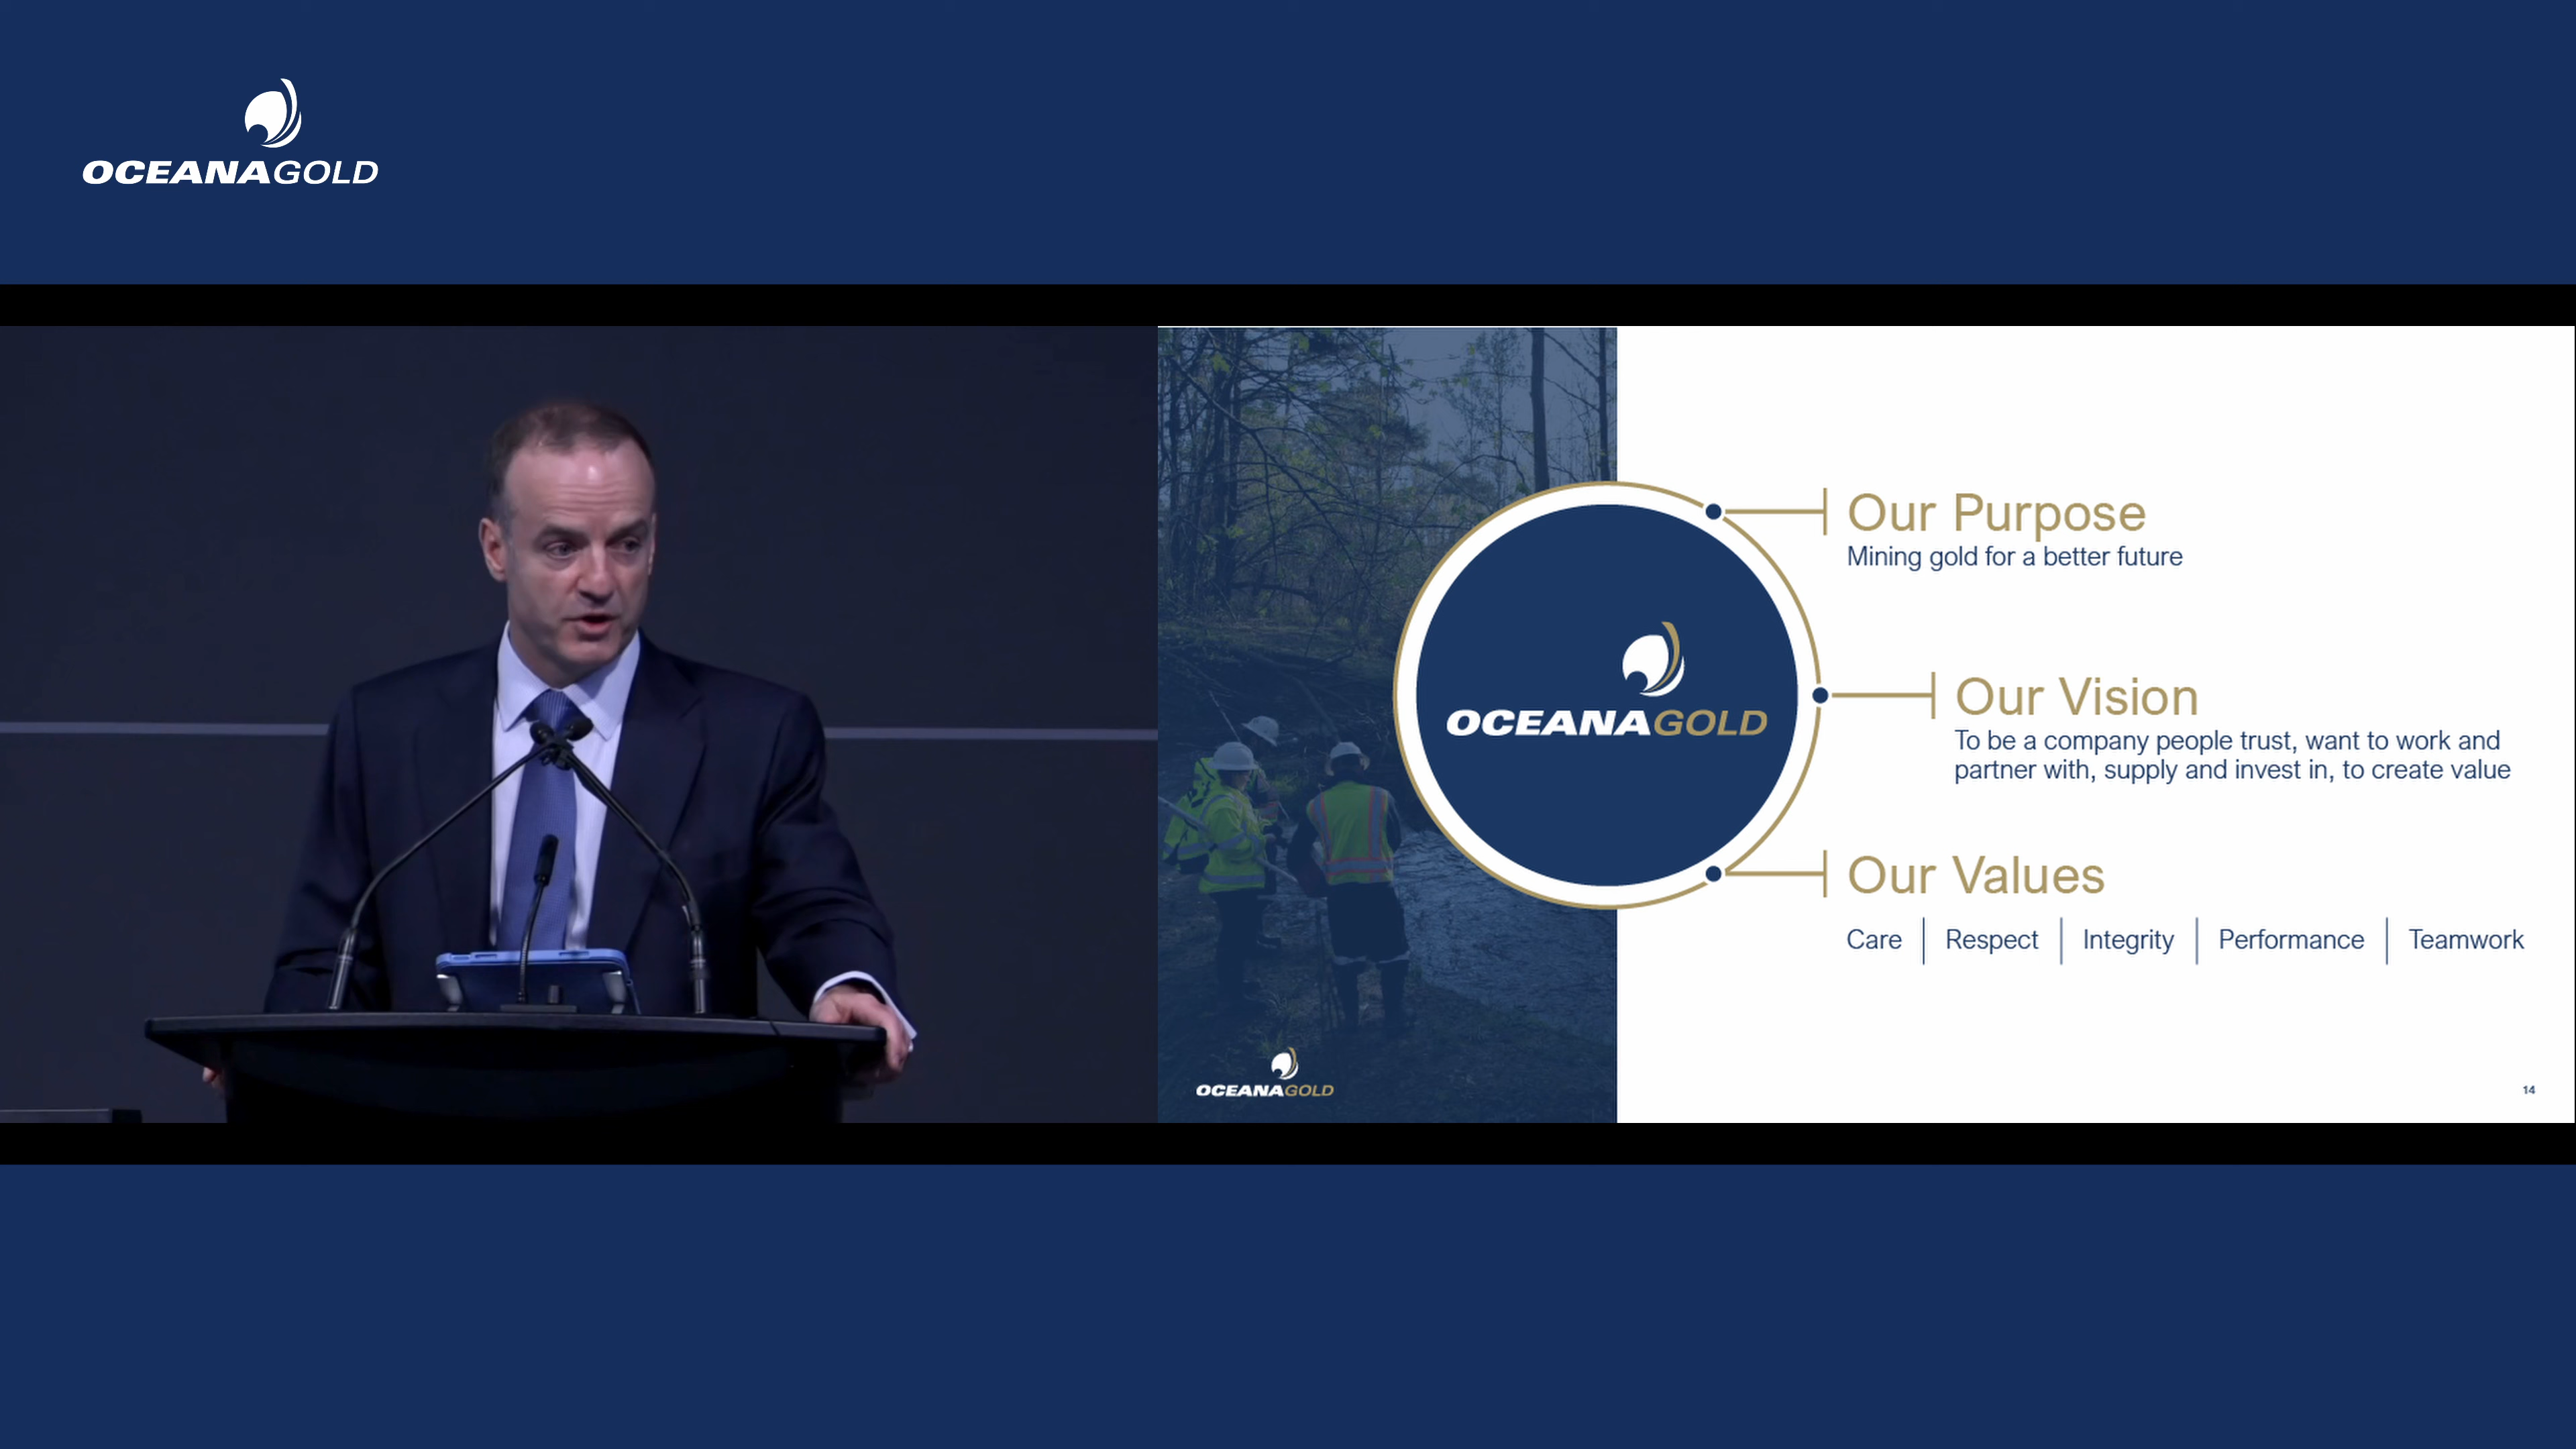 OCEANAGOLD
Our Purpose
Mining gold for a better future
OCEANAGOLD
Our Vision
To be a company people trust, want to work and
partner with, supply and invest in, to create value
Our Values
Care | Respect | Integrity | Performance | Teamwork
OCEANAGOLD
14